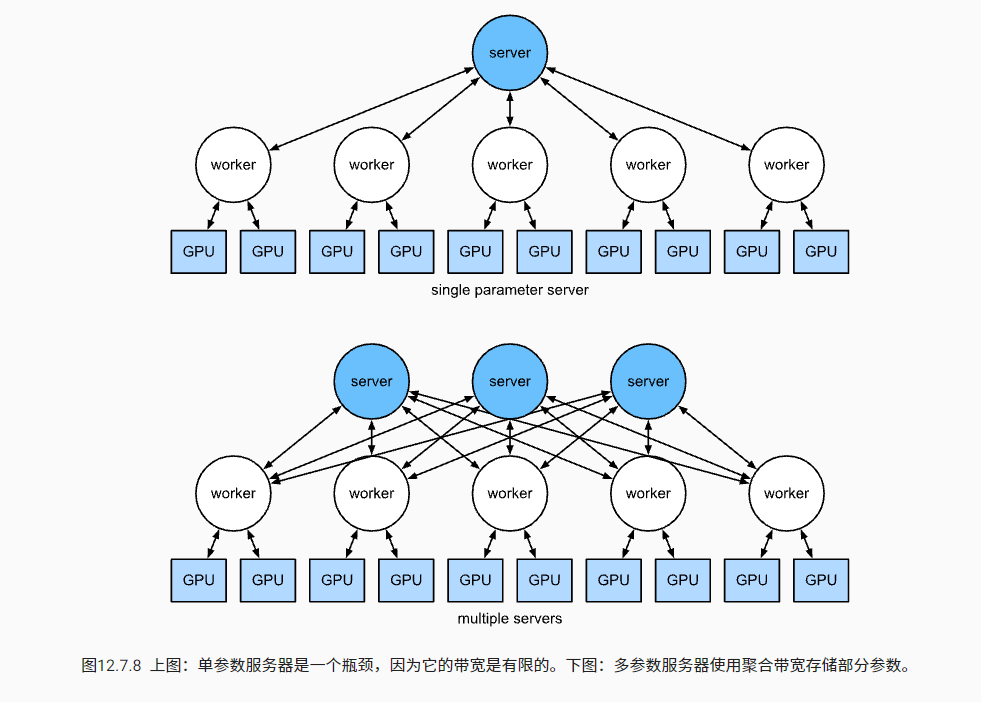 server
worker worker worker worker worker
GPU GPU GPU GPU GPU GPU GPU GPU GPU GPU
single parameter server
server server server
worker worker worker worker worker
GPU GPU GPU GPU GPU GPU GPU GPU GPU GPU
multiple servers
图12.7.8 上图：单参数服务器是一个瓶颈，因为它的带宽是有限的。下图：多参数服务器使用聚合带宽存储部分参数。